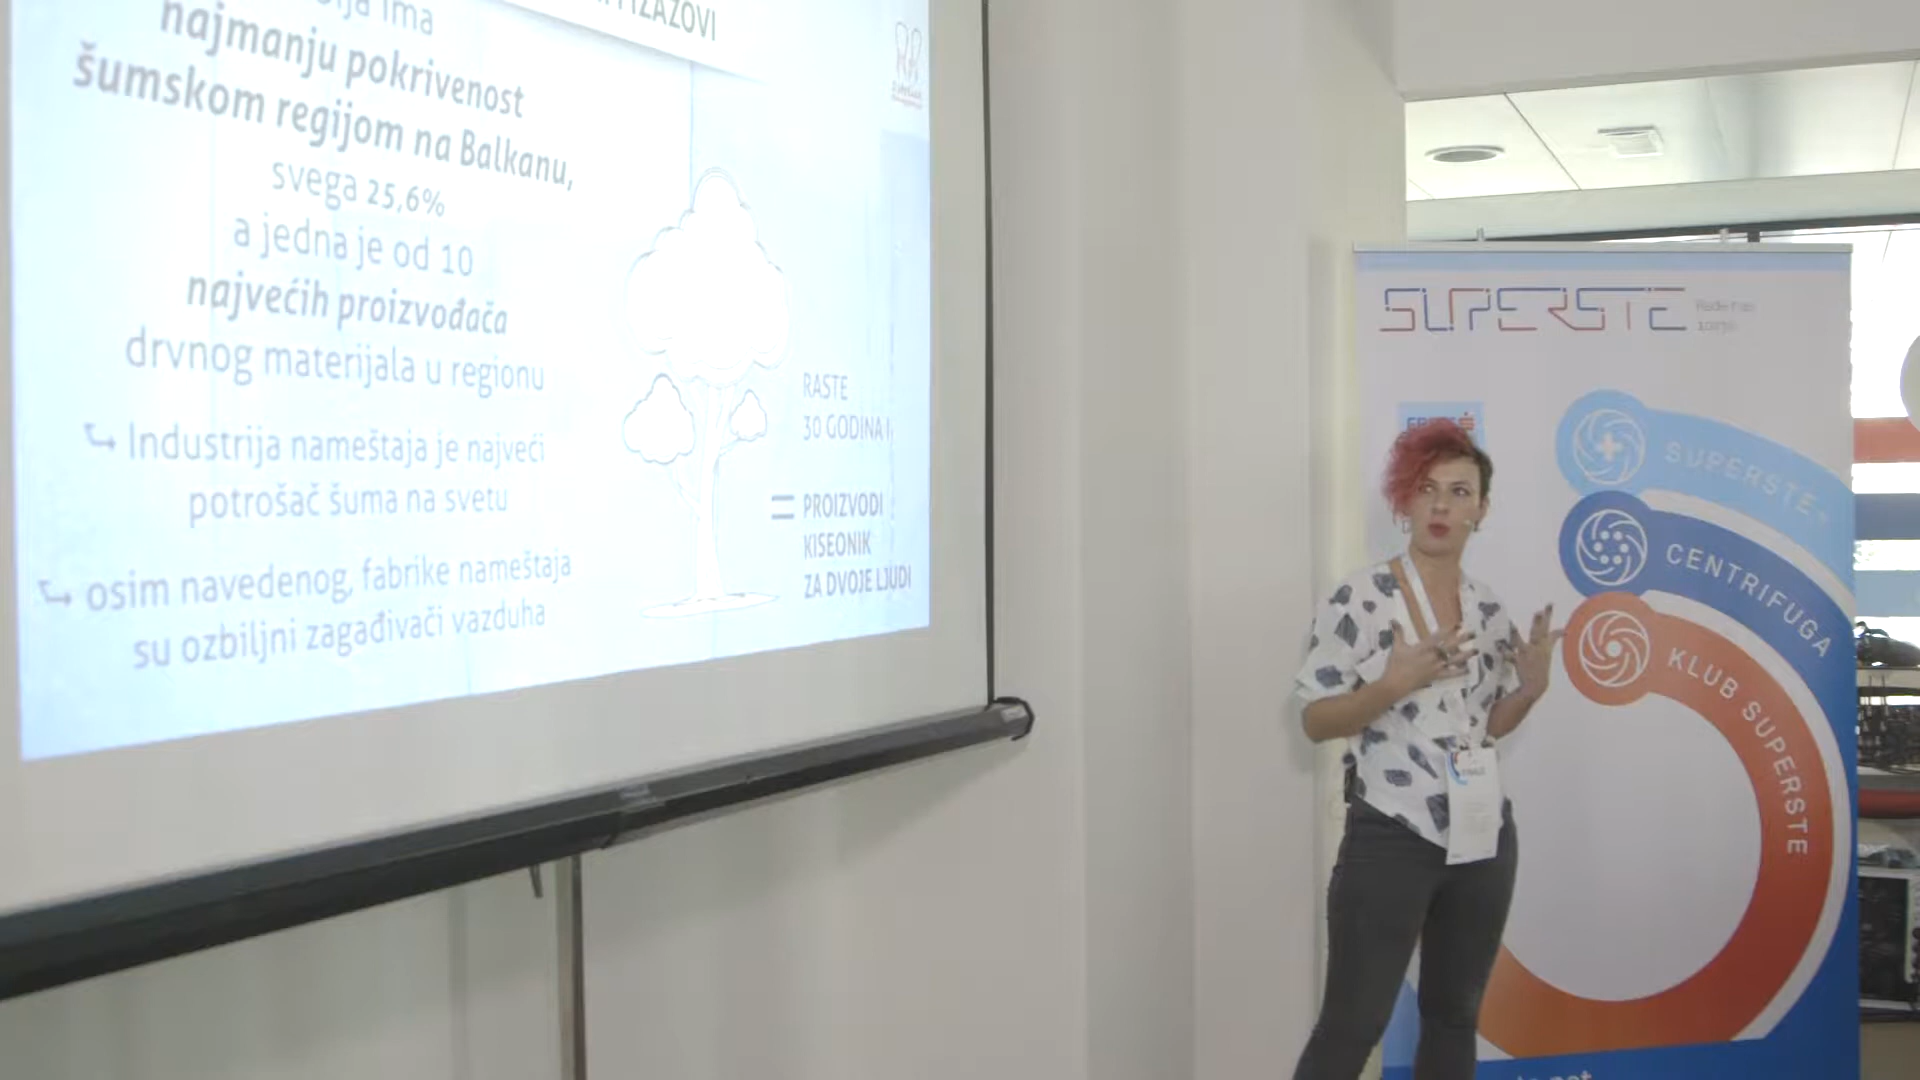 IZAZOVI
ima
najmanju pokrivenost
šumskom regijom na Balkanu,
svega 25,6%
a jedna je od 10
najvećih proizvođača
drvnog materijala u regionu
Industrija nameštaja je najveći
potrošač šuma na svetu
osim navedenog, fabrike nameštaja
su ozbiljni zagađivači vazduha
RASTE
30 GODINA
= PROIZVODI
KISEONIK
ZA DVOJE LJUDI
SUPERSTE
SUPERSTE+
CENTRIFUGA
KLUB SUPERSTE